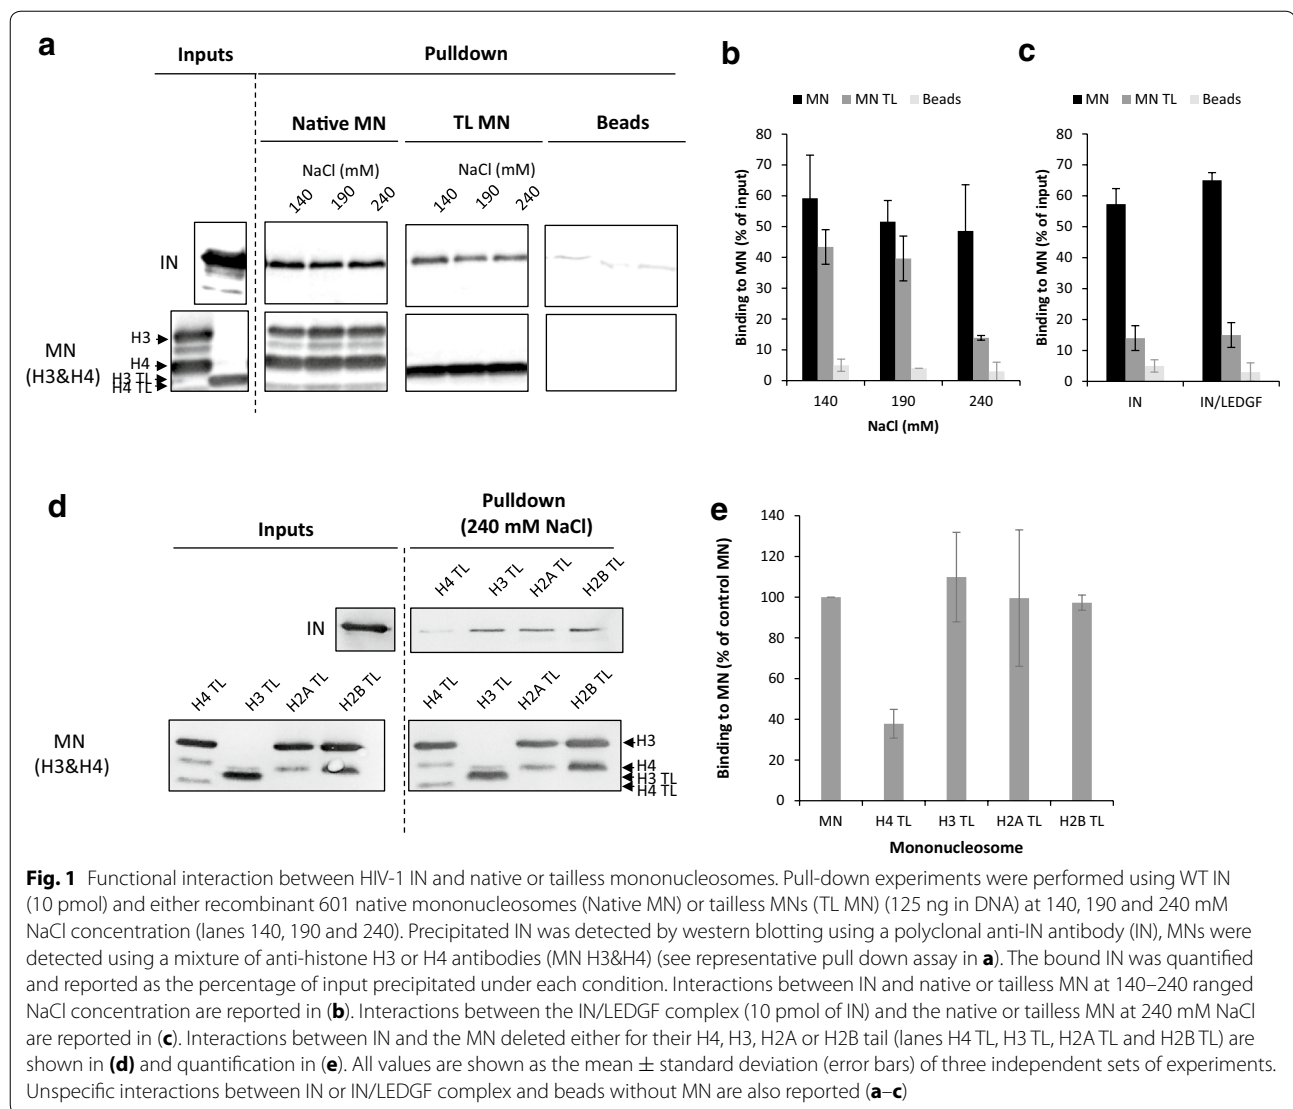 a
Inputs
Pulldown
Native MN
TL MN
Beads
NaCl (mM)
NaCl (mM)
140
190
240
140
190
240
IN
H3
H4
H3 TL
H4 TL
MN
(H3&H4)
b
MN MN TL Beads
Binding to MN (% of input)
80
70
60
50
40
30
20
10
0
140 190 240
NaCl (mM)
c
MN MN TL Beads
Binding to MN (% of input)
80
70
60
50
40
30
20
10
0
IN IN/LEDGF
d
Inputs
Pulldown
(240 mM NaCl)
H4 TL
H3 TL
H2A TL
H2B TL
IN
H4 TL
H3 TL
H2A TL
H2B TL
H4 TL
H3 TL
H2A TL
H2B TL
MN
(H3&H4)
H3
H4
H3 TL
H4 TL
e
Binding to MN (% of control MN)
140
120
100
80
60
40
20
0
MN H4 TL H3 TL H2A TL H2B TL
Mononucleosome
Fig. 1 Functional interaction between HIV-1 IN and native or tailless mononucleosomes. Pull-down experiments were performed using WT IN
(10 pmol) and either recombinant 601 native mononucleosomes (Native MN) or tailless MNs (TL MN) (125 ng in DNA) at 140, 190 and 240 mM
NaCl concentration (lanes 140, 190 and 240). Precipitated IN was detected by western blotting using a polyclonal anti-IN antibody (IN), MNs were
detected using a mixture of anti-histone H3 or H4 antibodies (MN H3&H4) (see representative pull down assay in a). The bound IN was quantified
and reported as the percentage of input precipitated under each condition. Interactions between IN and native or tailless MN at 140–240 ranged
NaCl concentration are reported in (b). Interactions between the IN/LEDGF complex (10 pmol of IN) and the native or tailless MN at 240 mM NaCl
are reported in (c). Interactions between IN and the MN deleted either for their H4, H3, H2A or H2B tail (lanes H4 TL, H3 TL, H2A TL and H2B TL) are
shown in (d) and quantification in (e). All values are shown as the mean ± standard deviation (error bars) of three independent sets of experiments.
Unspecific interactions between IN or IN/LEDGF complex and beads without MN are also reported (a–c)